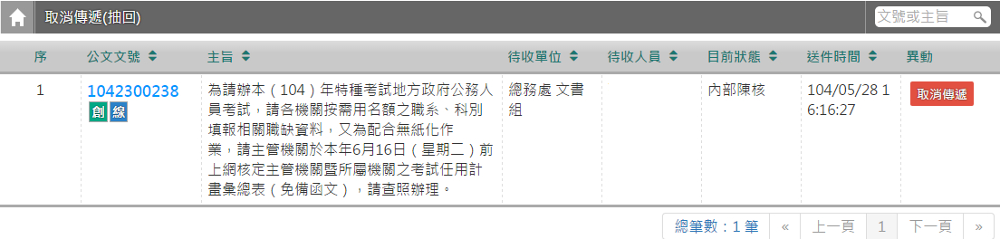 取消傳遞(抽回)
文號或主旨
序 公文文號 主旨 待收單位 待收人員 目前狀態 送件時間 異動
1
1042300238
創 線
為請辦本（104）年特種考試地方政府公務人
員考試，請各機關按需用名額之職系、科別
填報相關職缺資料，又為配合無紙化作
業，請主管機關於本年6月16日（星期二）前
上網核定主管機關暨所屬機關之考試任用計
畫彙總表（免備函文），請查照辦理。
總務處 文書
組
內部陳核
104/05/28 1
6:16:27
取消傳遞
總筆數：1 筆 « 上一頁 1 下一頁 »